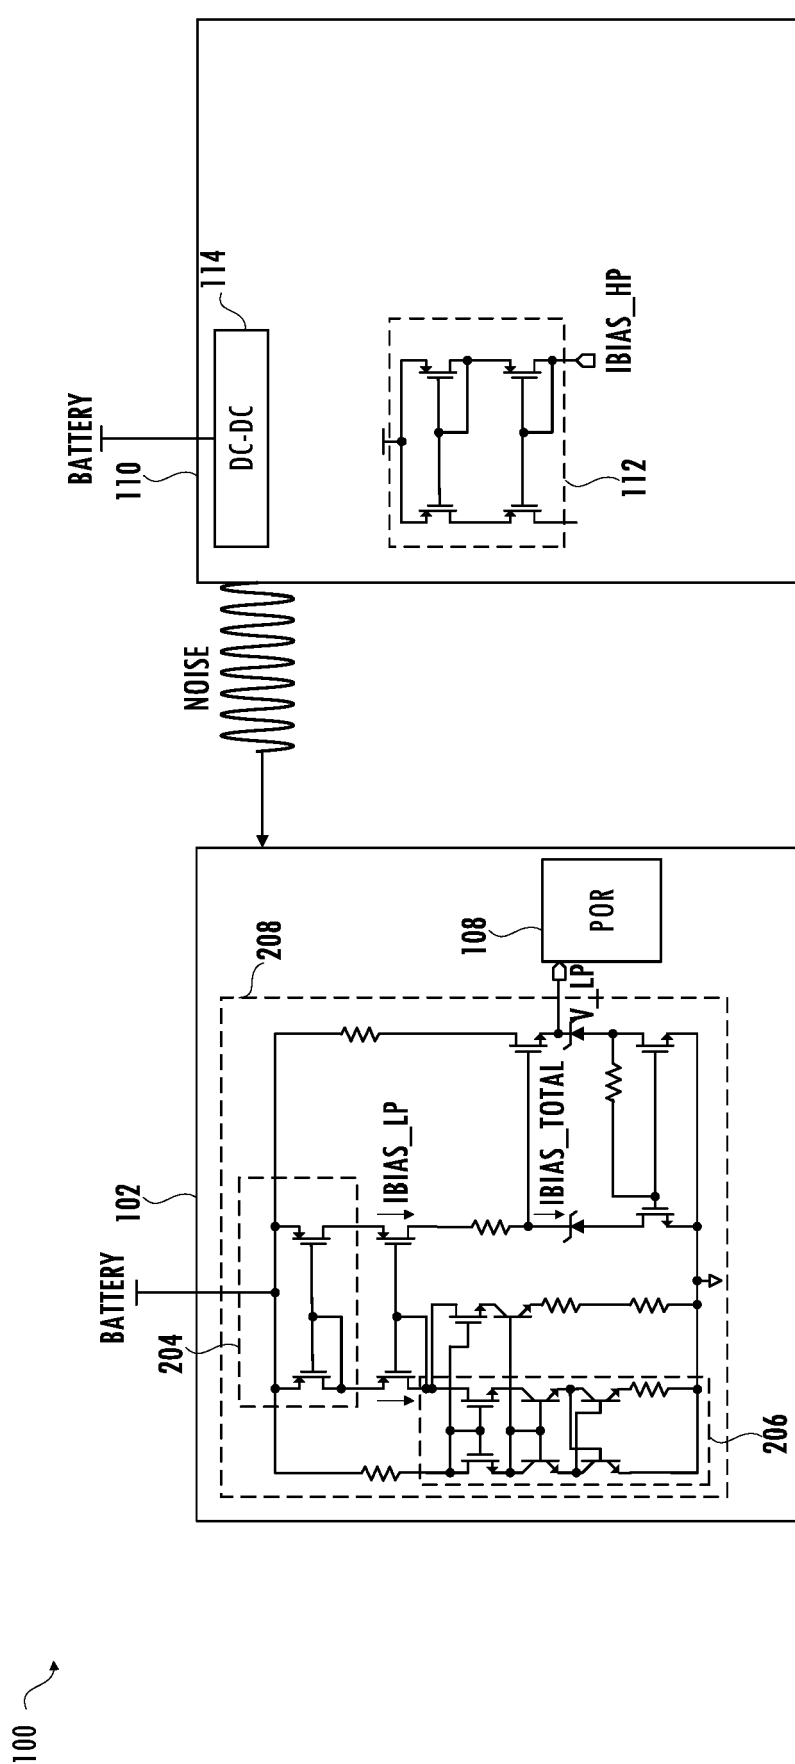 100
BATTERY
102
204
208
IBIAS_LP
IBIAS_TOTAL
V_LP
108
POR
206
NOISE
BATTERY
110
114
DC-DC
112
IBIAS_HP